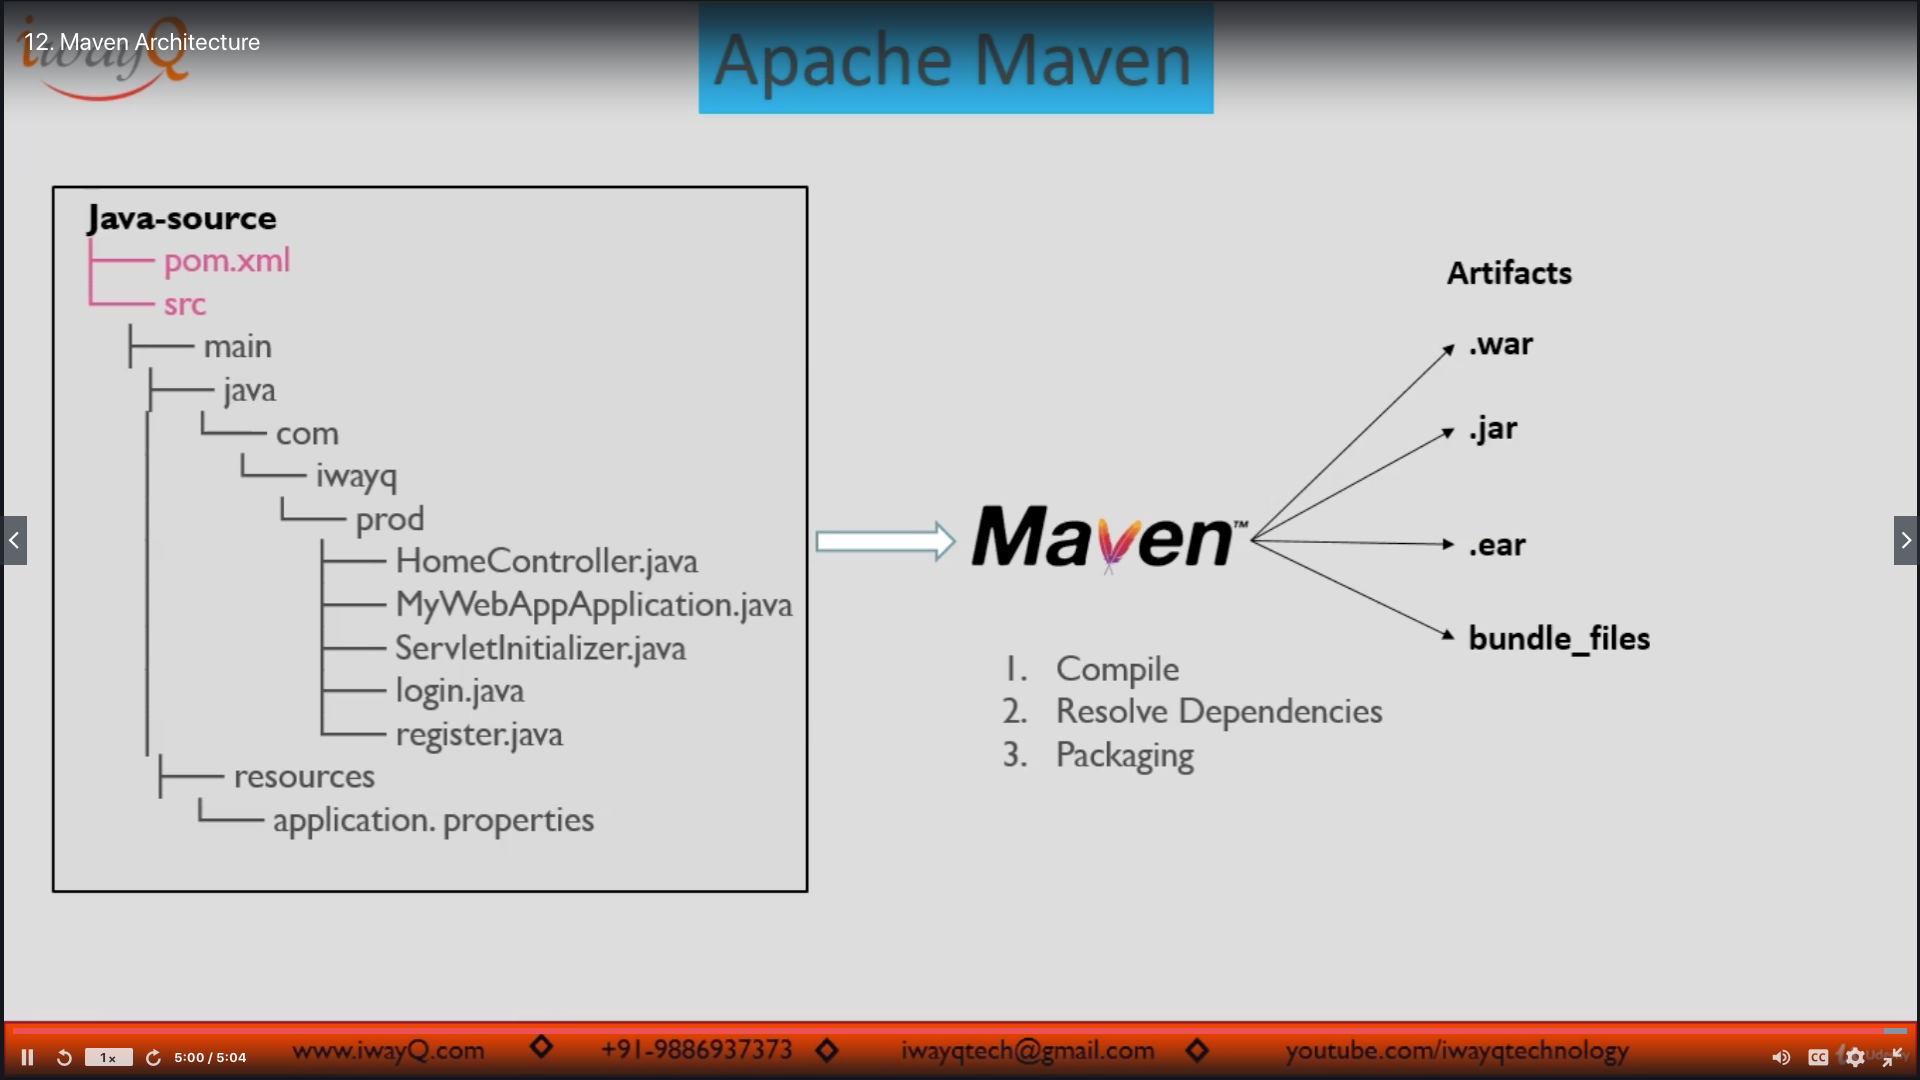 12. Maven Architecture
iwayQ
Apache Maven
Java-source
pom.xml
src
main
java
com
iwayq
prod
HomeController.java
MyWebAppApplication.java
ServletInitializer.java
login.java
register.java
resources
application. properties
Maven™
1. Compile
2. Resolve Dependencies
3. Packaging
Artifacts
.war
.jar
.ear
bundle_files
1x
5:00 / 5:04
www.iwayQ.com
+91-9886937373
iwayqtech@gmail.com
youtube.com/iwayqtechnology
CC